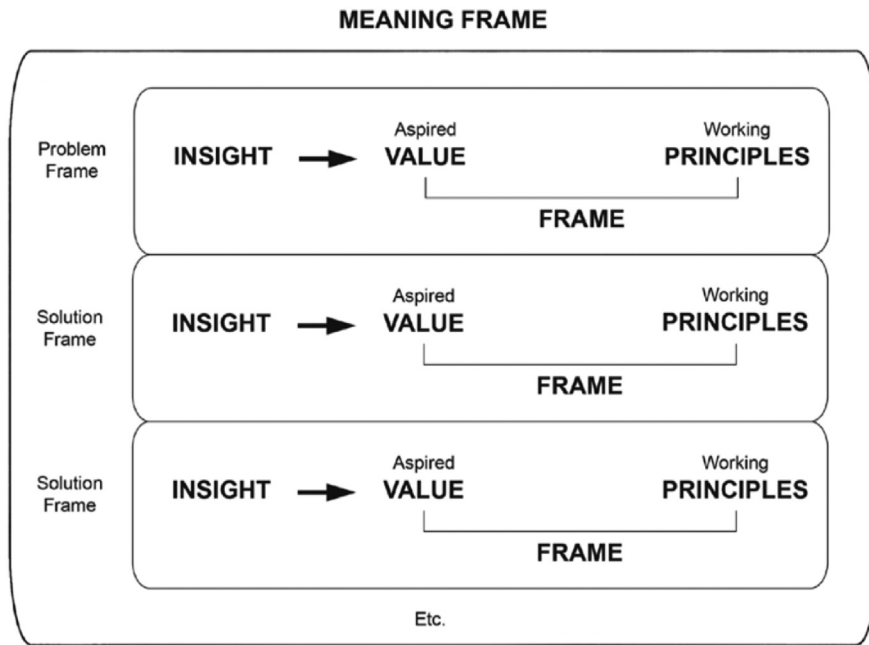 MEANING FRAME
Problem
Frame
INSIGHT
Aspired
VALUE
Working
PRINCIPLES
FRAME
Solution
Frame
INSIGHT
Aspired
VALUE
Working
PRINCIPLES
FRAME
Solution
Frame
INSIGHT
Aspired
VALUE
Working
PRINCIPLES
FRAME
Etc.